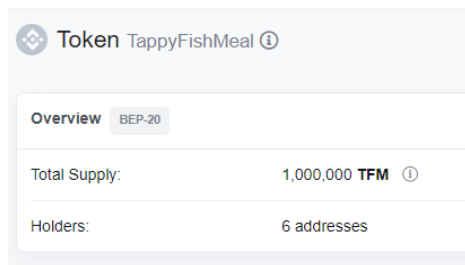 Token TappyFishMeal
Overview BEP-20
Total Supply: 1,000,000 TFM
Holders: 6 addresses